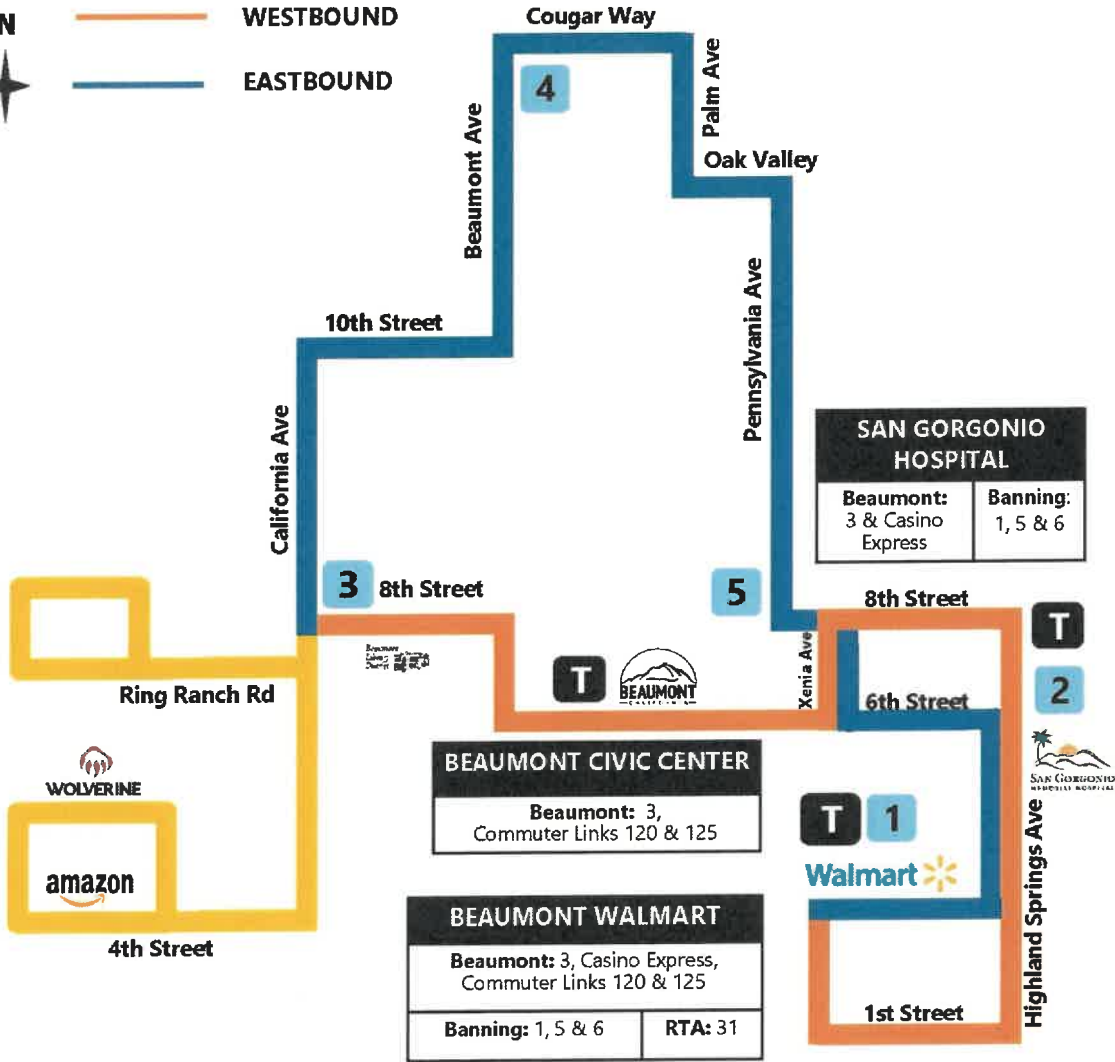 N
WESTBOUND
EASTBOUND
Cougar Way
4
Palm Ave
Beaumont Ave
Oak Valley
Pennsylvania Ave
10th Street
California Ave
SAN GORGONIO
HOSPITAL
Beaumont:
3 & Casino
Express
Banning:
1, 5 & 6
3
8th Street
5
8th Street
T
Xenia Ave
T
BEAUMONT
CALIFORNIA
2
Ring Ranch Rd
6th Street
SAN GORGONIO
MEMORIAL HOSPITAL
WOLVERINE
BEAUMONT CIVIC CENTER
Beaumont: 3,
Commuter Links 120 & 125
T
1
Walmart
Highland Springs Ave
amazon
4th Street
BEAUMONT WALMART
Beaumont: 3, Casino Express,
Commuter Links 120 & 125
Banning: 1, 5 & 6
RTA: 31
1st Street